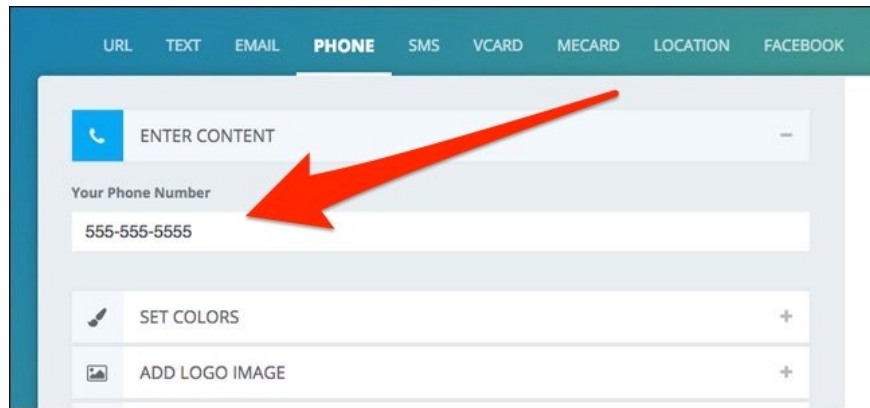 URL TEXT EMAIL PHONE SMS VCARD MECARD LOCATION FACEBOOK
ENTER CONTENT
Your Phone Number
555-555-5555
SET COLORS
ADD LOGO IMAGE